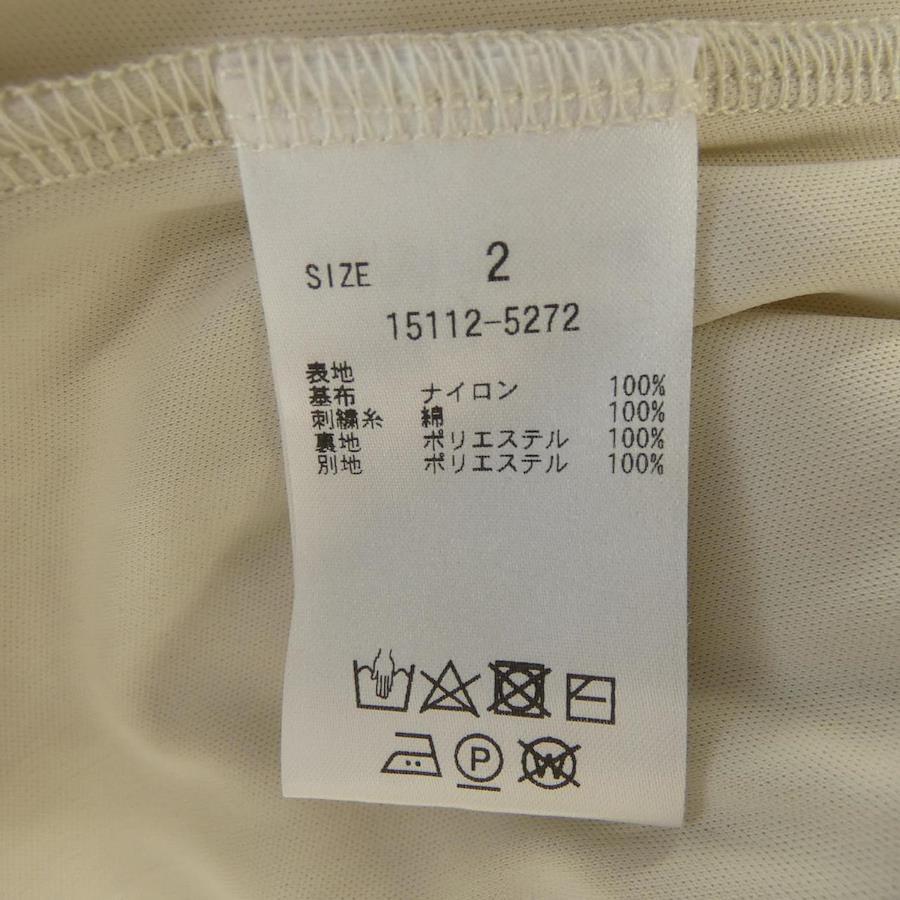 SIZE 2
15112-5272
表地
基布 ナイロン 100%
刺繍糸 綿 100%
裏地 ポリエステル 100%
別地 ポリエステル 100%
P
W